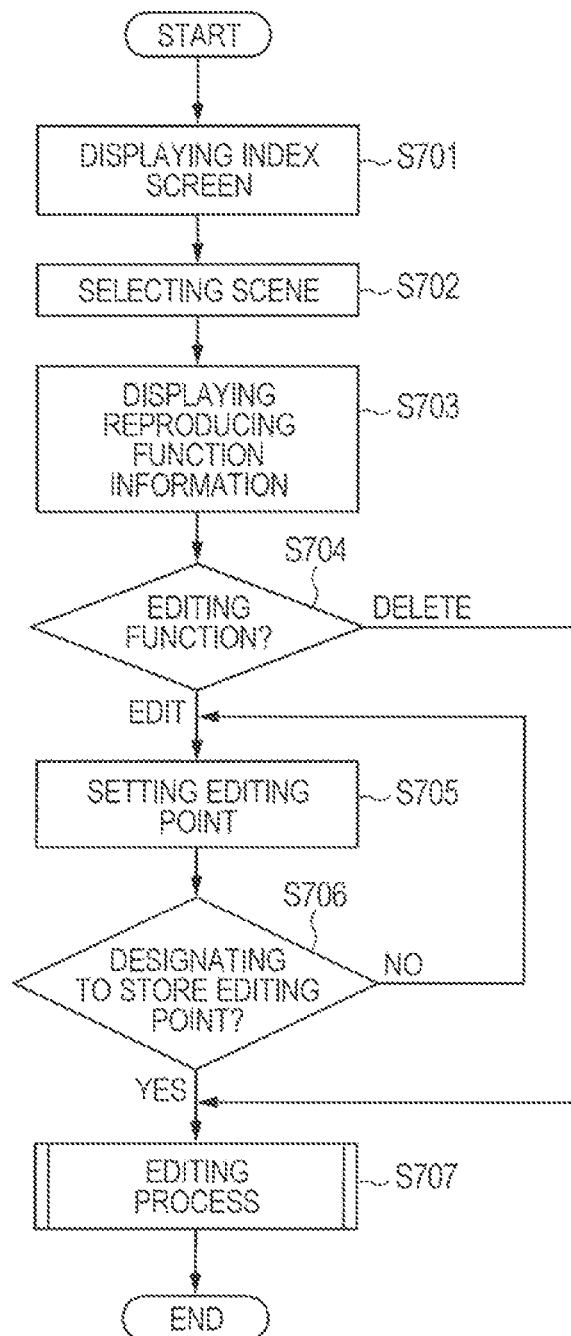 START
DISPLAYING INDEX
SCREEN
S701
SELECTING SCENE
S702
DISPLAYING
REPRODUCING
FUNCTION
INFORMATION
S703
S704
EDITING
FUNCTION?
DELETE
EDIT
SETTING EDITING
POINT
S705
S706
DESIGNATING
TO STORE EDITING
POINT?
NO
YES
EDITING
PROCESS
S707
END